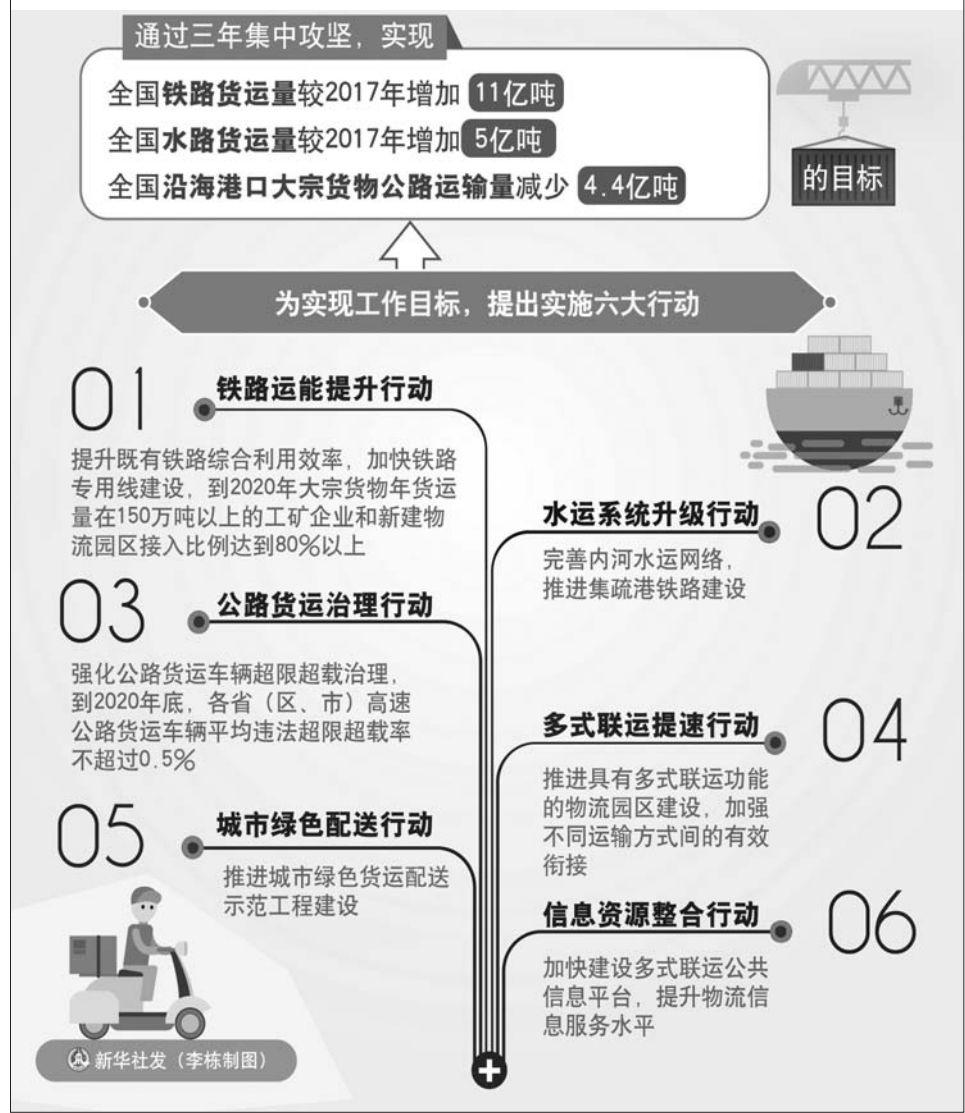 通过三年集中攻坚，实现
全国铁路货运量较2017年增加 11亿吨
全国水路货运量较2017年增加 5亿吨
全国沿海港口大宗货物公路运输量减少 4.4亿吨
的目标
为实现工作目标，提出实施六大行动
01
铁路运能提升行动
提升既有铁路综合利用效率，加快铁路
专用线建设，到2020年大宗货物年货运
量在150万吨以上的工矿企业和新建物
流园区接入比例达到80%以上
02
水运系统升级行动
完善内河水运网络，
推进集疏港铁路建设
03
公路货运治理行动
强化公路货运车辆超限超载治理，
到2020年底，各省（区、市）高速
公路货运车辆平均违法超限超载率
不超过0.5%
04
多式联运提速行动
推进具有多式联运功能
的物流园区建设，加强
不同运输方式间的有效
衔接
05
城市绿色配送行动
推进城市绿色货运配送
示范工程建设
06
信息资源整合行动
加快建设多式联运公共
信息平台，提升物流信
息服务水平
新华社发（李栋制图）